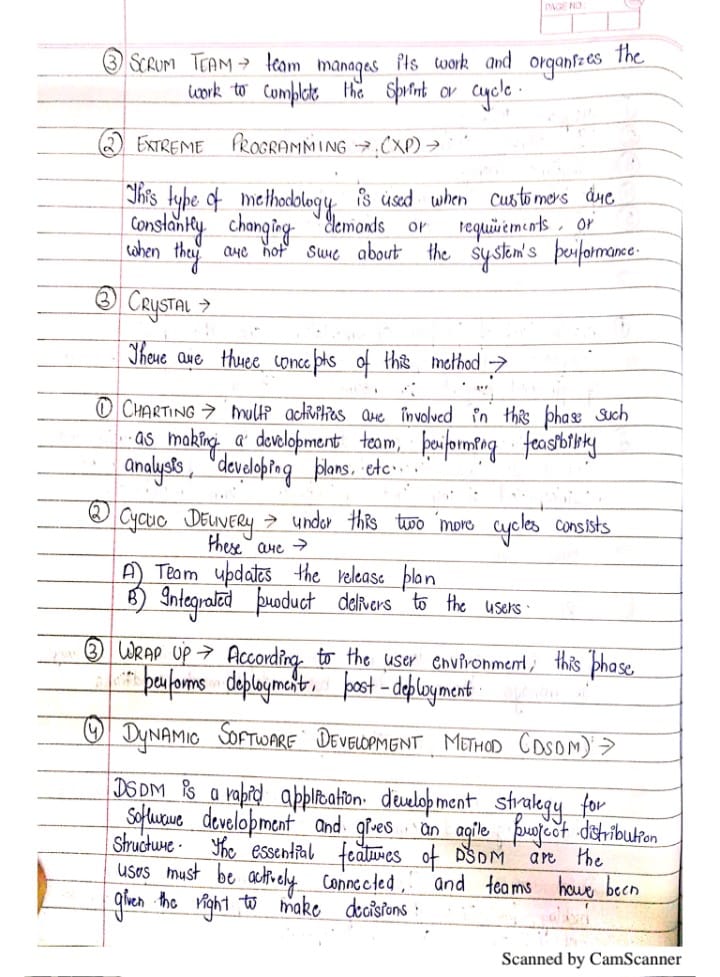 PAGE NO.
③ SCRUM TEAM → team manages its work and organizes the
work to complete the Sprint or cycle.
② EXTREME PROGRAMMING → (XP) →
This type of methodology is used when customers are
constantly changing demands or requirements, or
when they are not sure about the system's performance.
③ CRYSTAL →
There are three concepts of this method →
① CHARTING → multi activities are involved in this phase such
as making a development team, performing feasibility
analysis, developing plans, etc...
② CYCLIC DELIVERY → under this two more cycles consists
these are →
A) Team updates the release plan
B) Integrated product delivers to the users.
③ WRAP UP → According to the user environment, this phase
performs deployment, post-deployment.
④ DYNAMIC SOFTWARE DEVELOPMENT METHOD (DSDM) →
DSDM is a rapid application development strategy for
software development and gives an agile project distribution
structure. The essential features of DSDM are the
uses must be actively connected, and teams have been
given the right to make decisions.
Scanned by CamScanner